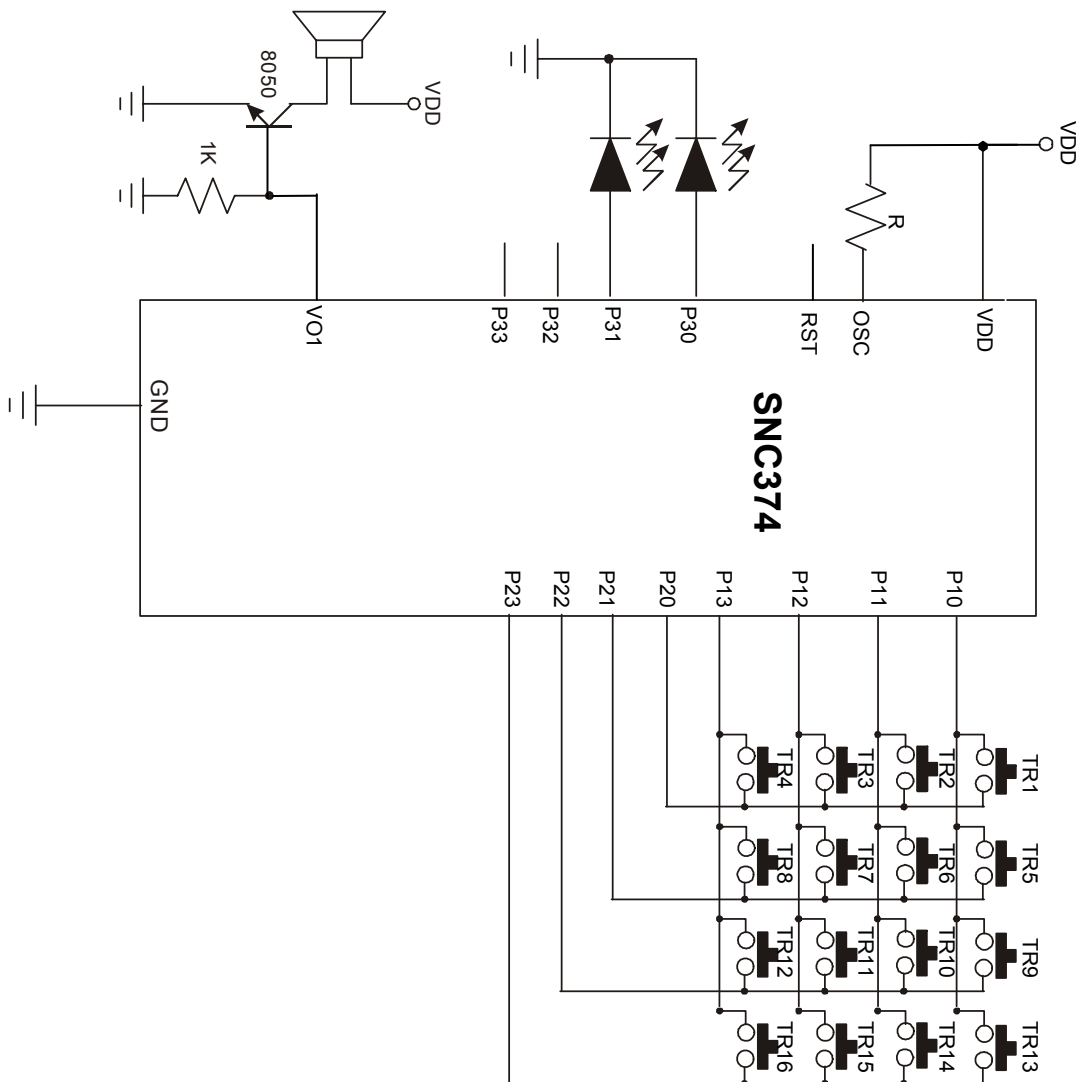 8050
VDD
1K
VDD
R
VO1
P33
P32
P31
P30
RST
OSC
VDD
GND
SNC374
P23
P22
P21
P20
P13
P12
P11
P10
TR4
TR3
TR2
TR1
TR8
TR7
TR6
TR5
TR12
TR11
TR10
TR9
TR16
TR15
TR14
TR13